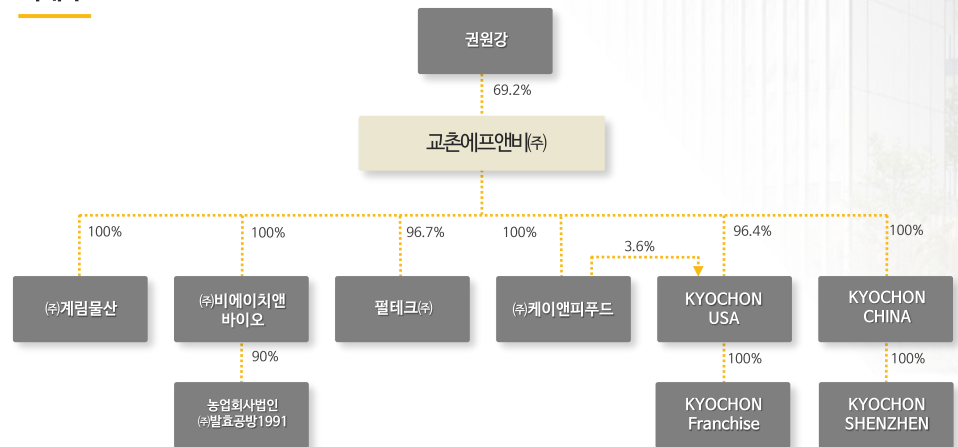 권원강
69.2%
교촌에프앤비㈜
100%
100%
96.7%
100%
3.6%
96.4%
100%
㈜계림물산
㈜비에이치앤
바이오
펄테크㈜
㈜케이앤피푸드
KYOCHON
USA
KYOCHON
CHINA
90%
100%
100%
농업회사법인
㈜발효공방1991
KYOCHON
Franchise
KYOCHON
SHENZHEN